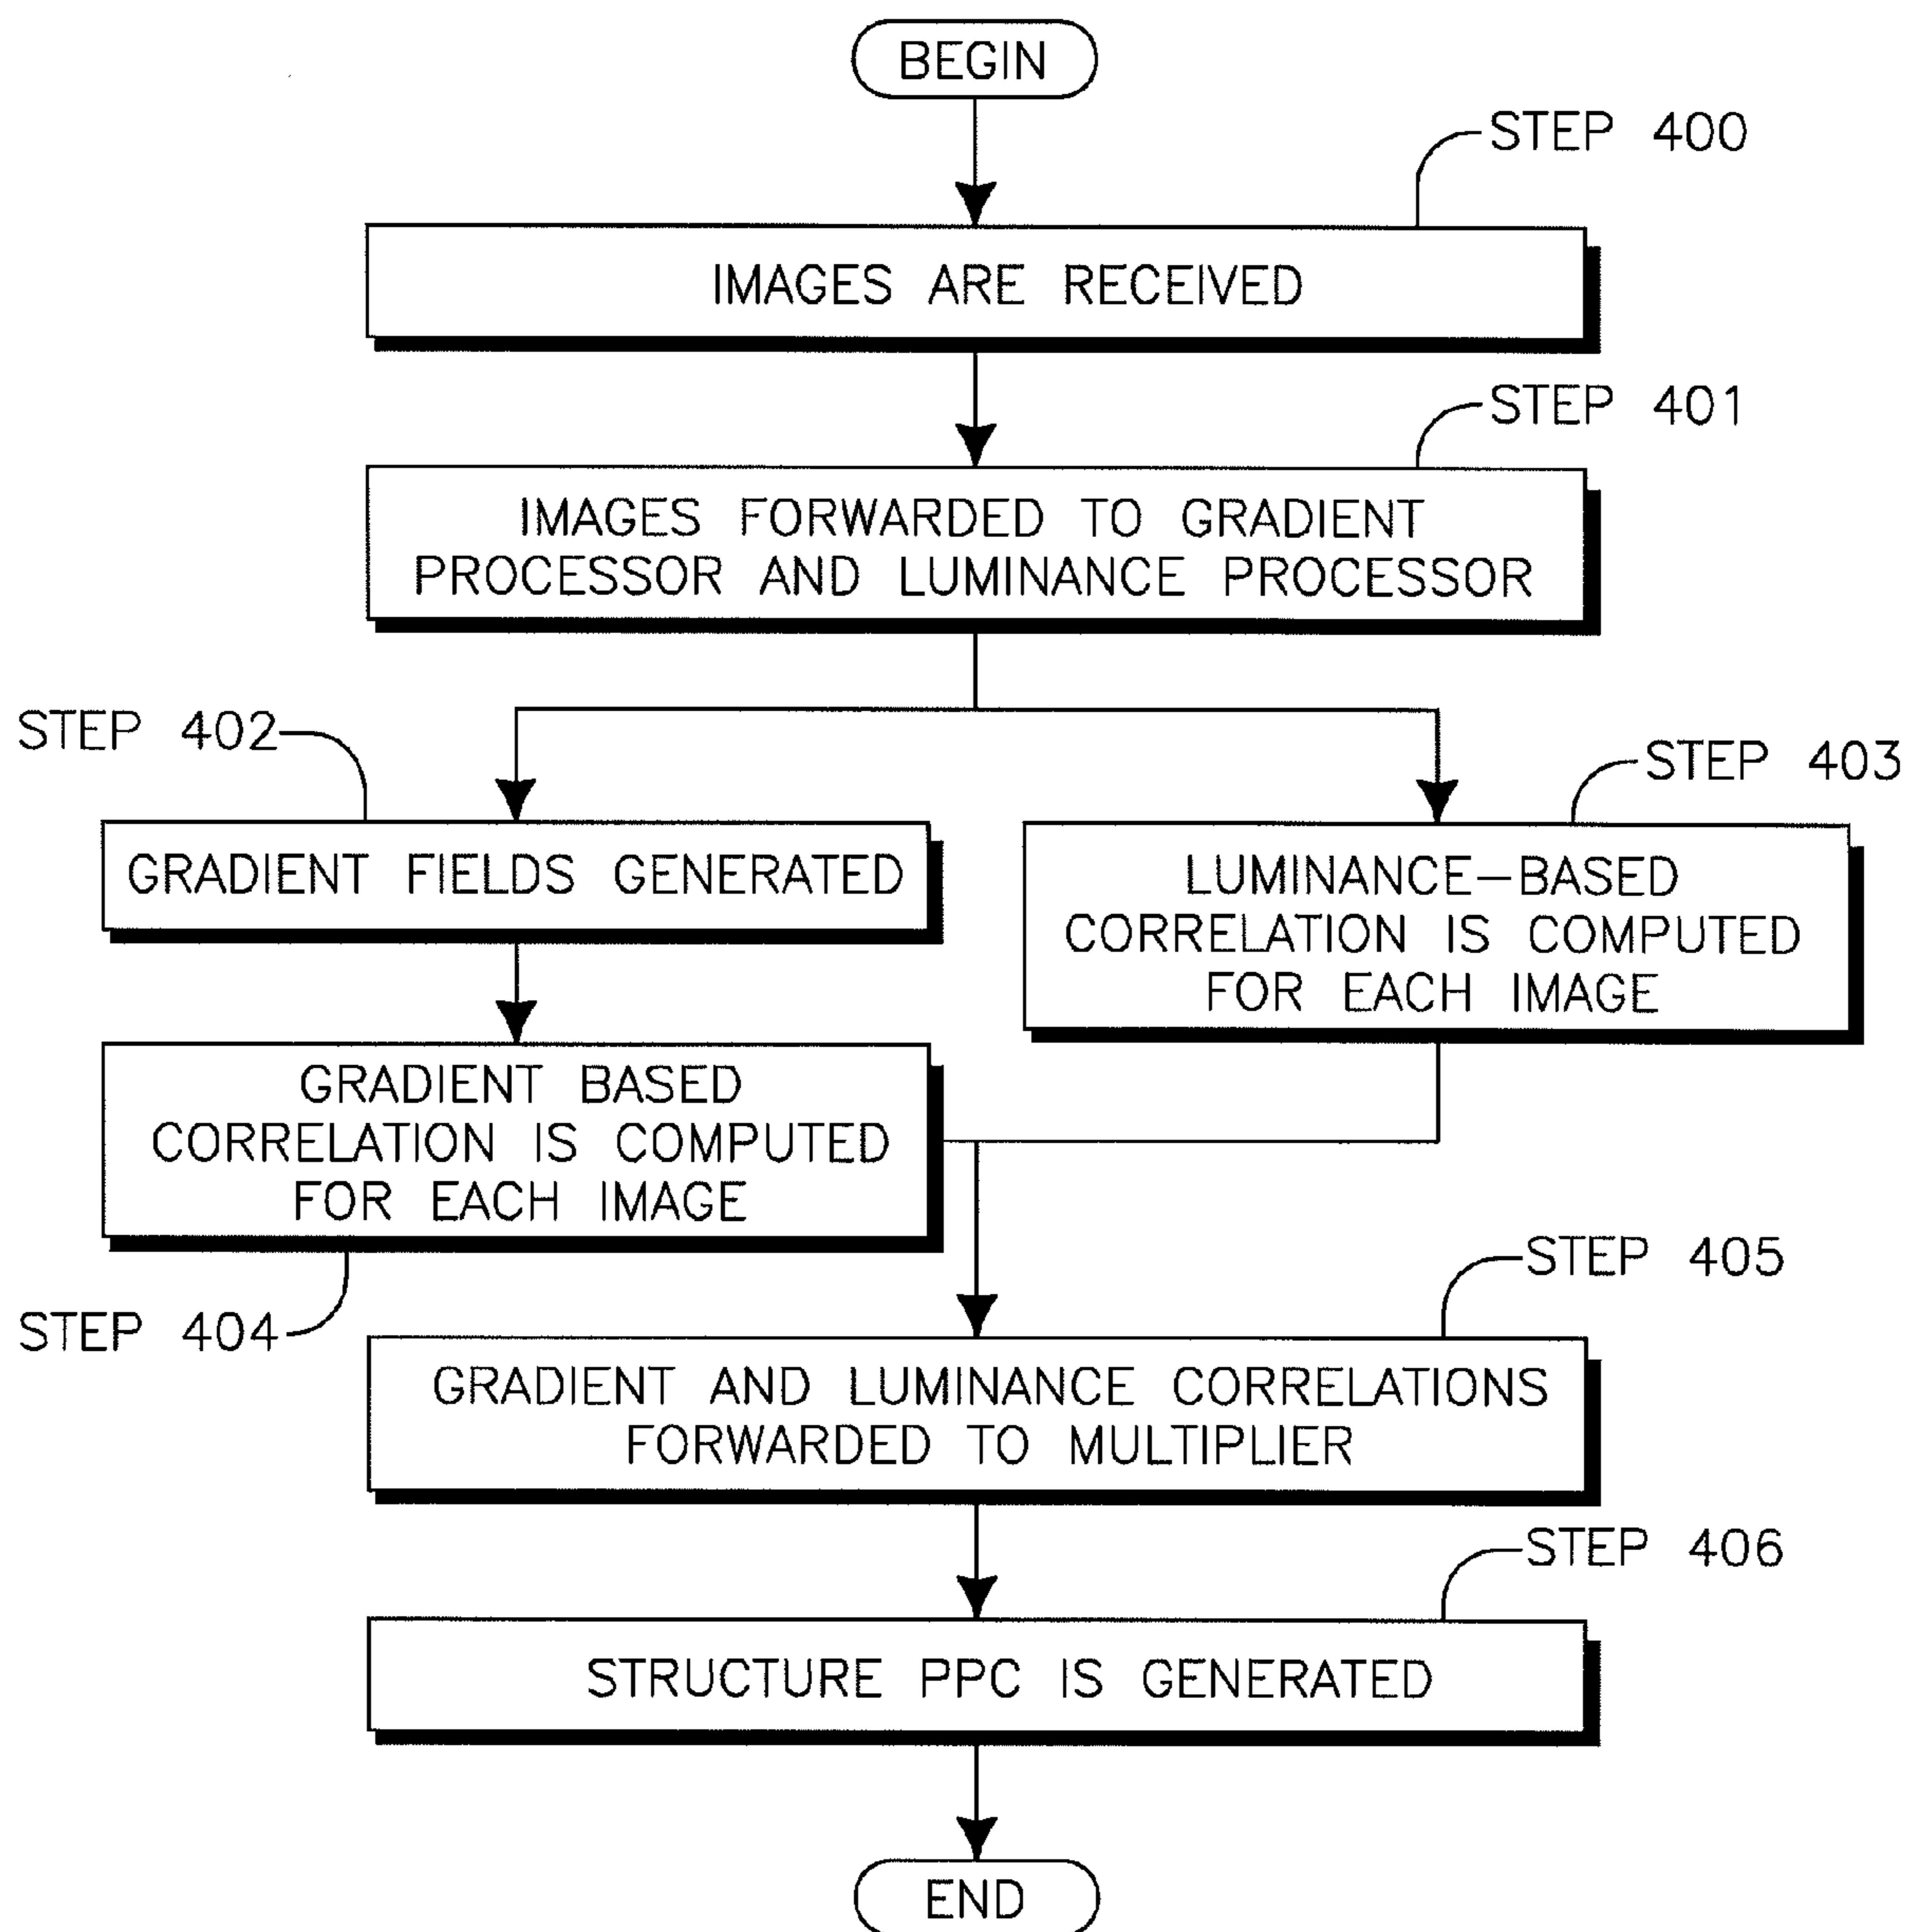 BEGIN
STEP 400
IMAGES ARE RECEIVED
STEP 401
IMAGES FORWARDED TO GRADIENT
PROCESSOR AND LUMINANCE PROCESSOR
STEP 402
STEP 403
GRADIENT FIELDS GENERATED
LUMINANCE-BASED
CORRELATION IS COMPUTED
FOR EACH IMAGE
GRADIENT BASED
CORRELATION IS COMPUTED
FOR EACH IMAGE
STEP 404
STEP 405
GRADIENT AND LUMINANCE CORRELATIONS
FORWARDED TO MULTIPLIER
STEP 406
STRUCTURE PPC IS GENERATED
END